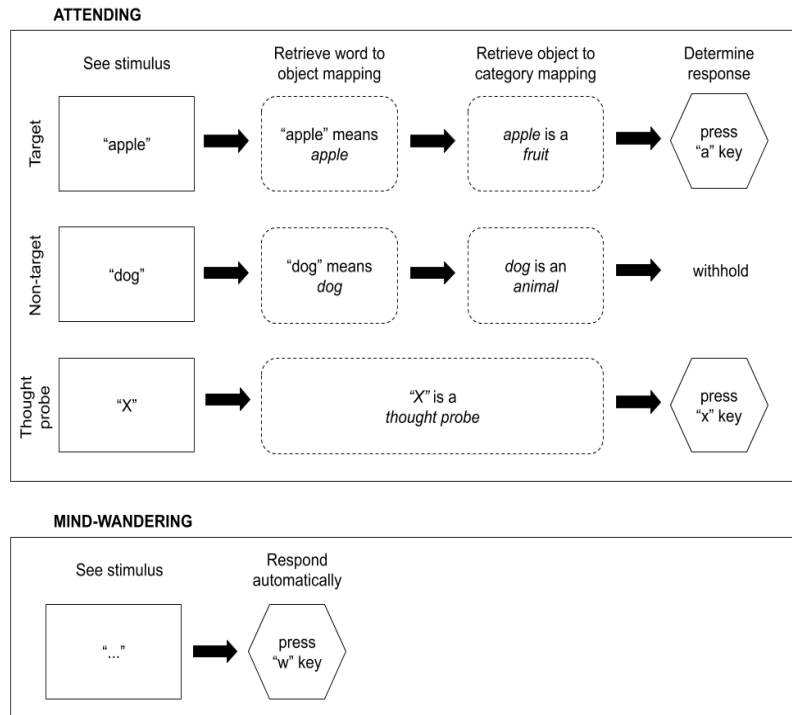 ATTENDING
See stimulus
Retrieve word to
object mapping
Retrieve object to
category mapping
Determine
response
Target
“apple”
“apple” means
apple
apple is a
fruit
press
“a” key
Non-target
“dog”
“dog” means
dog
dog is an
animal
withhold
Thought
probe
“X”
“X” is a
thought probe
press
“x” key
MIND-WANDERING
See stimulus
Respond
automatically
“...”
press
“w” key